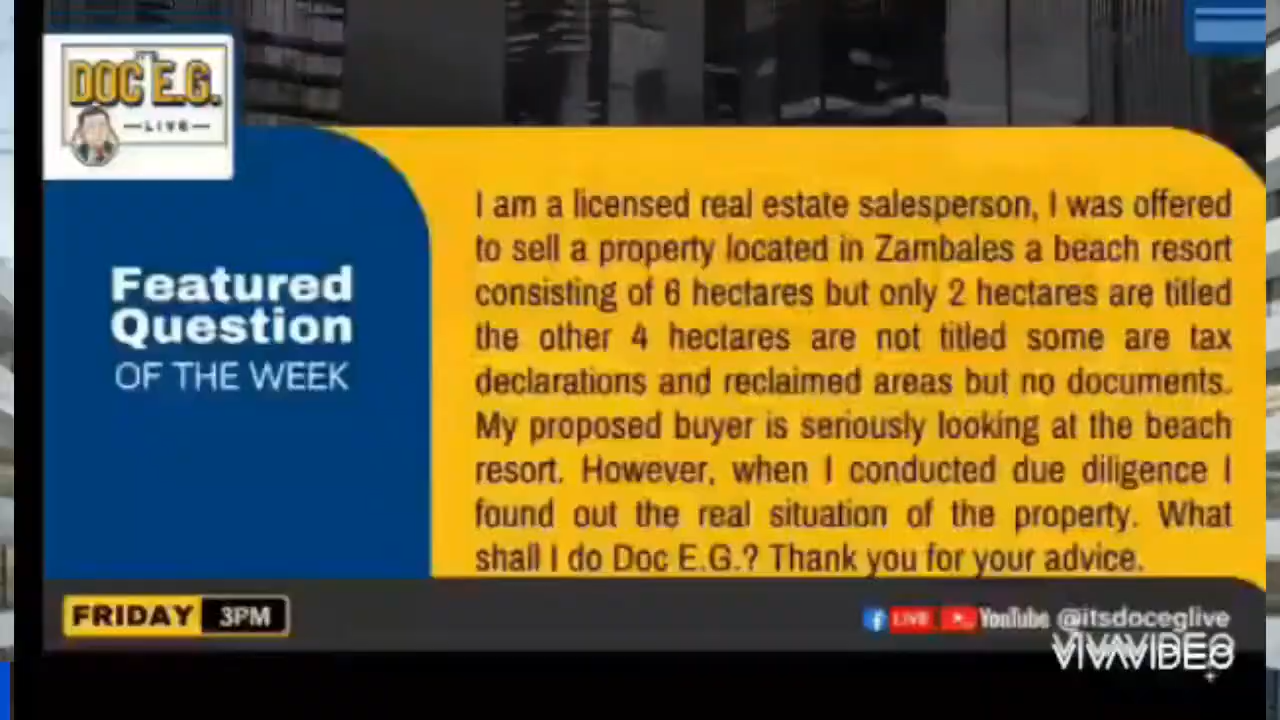 DOC E.G.
LIVE
Featured
Question
OF THE WEEK
I am a licensed real estate salesperson, I was offered
to sell a property located in Zambales a beach resort
consisting of 6 hectares but only 2 hectares are titled
the other 4 hectares are not titled some are tax
declarations and reclaimed areas but no documents.
My proposed buyer is seriously looking at the beach
resort. However, when I conducted due diligence I
found out the real situation of the property. What
shall I do Doc E.G.? Thank you for your advice.
FRIDAY 3PM
LIVE YouTube @itsdoceglive
VIVAVIDEO